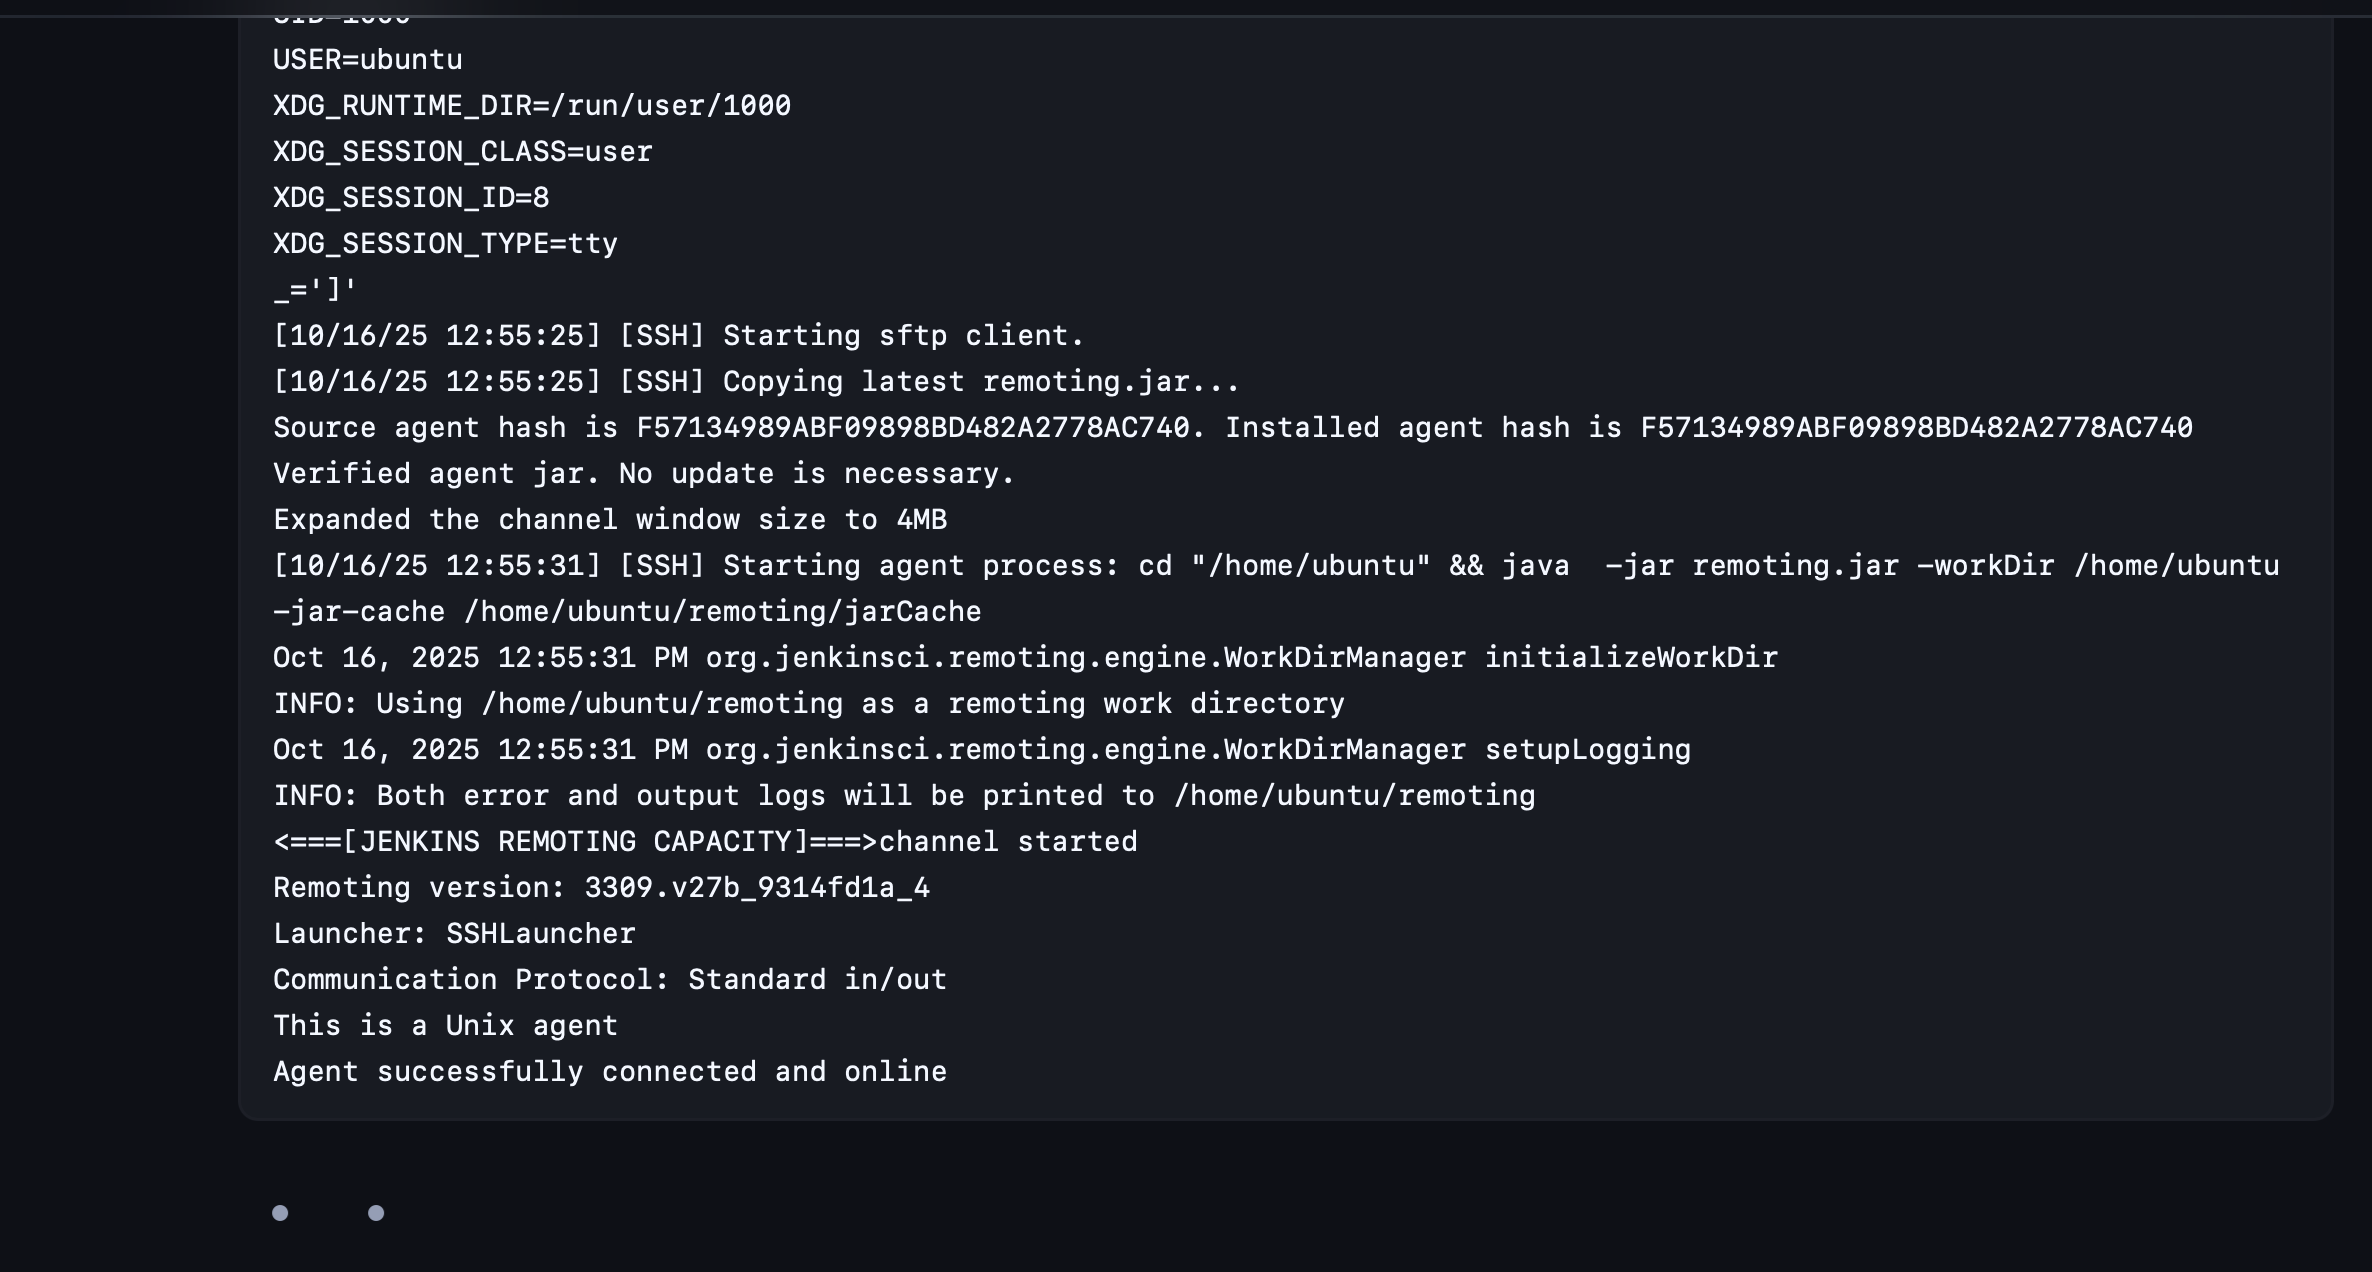 UID=1000
USER=ubuntu
XDG_RUNTIME_DIR=/run/user/1000
XDG_SESSION_CLASS=user
XDG_SESSION_ID=8
XDG_SESSION_TYPE=tty
_=']'
[10/16/25 12:55:25] [SSH] Starting sftp client.
[10/16/25 12:55:25] [SSH] Copying latest remoting.jar...
Source agent hash is F57134989ABF09898BD482A2778AC740. Installed agent hash is F57134989ABF09898BD482A2778AC740
Verified agent jar. No update is necessary.
Expanded the channel window size to 4MB
[10/16/25 12:55:31] [SSH] Starting agent process: cd "/home/ubuntu" && java  -jar remoting.jar -workDir /home/ubuntu
-jar-cache /home/ubuntu/remoting/jarCache
Oct 16, 2025 12:55:31 PM org.jenkinsci.remoting.engine.WorkDirManager initializeWorkDir
INFO: Using /home/ubuntu/remoting as a remoting work directory
Oct 16, 2025 12:55:31 PM org.jenkinsci.remoting.engine.WorkDirManager setupLogging
INFO: Both error and output logs will be printed to /home/ubuntu/remoting
<===[JENKINS REMOTING CAPACITY]===>channel started
Remoting version: 3309.v27b_9314fd1a_4
Launcher: SSHLauncher
Communication Protocol: Standard in/out
This is a Unix agent
Agent successfully connected and online